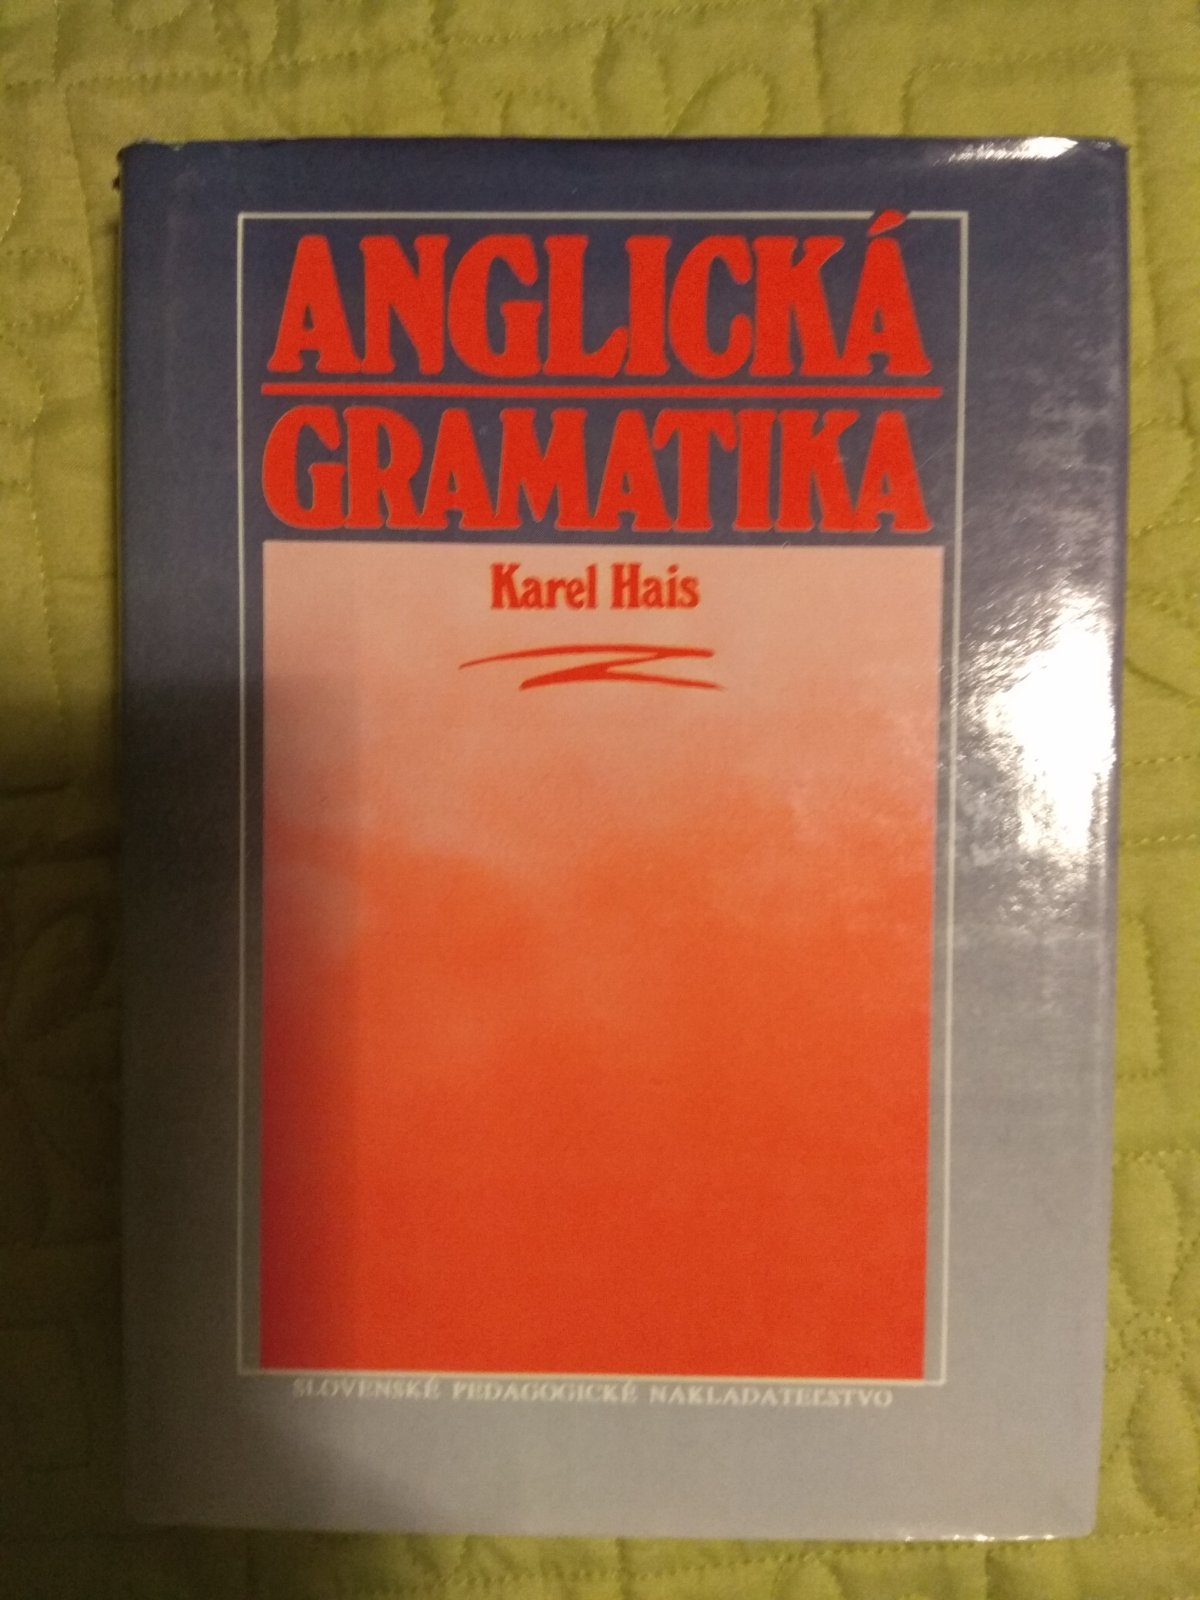 ANGLICKÁ
GRAMATIKA
Karel Hais
SLOVENSKÉ PEDAGOGICKÉ NAKLADATEĽSTVO